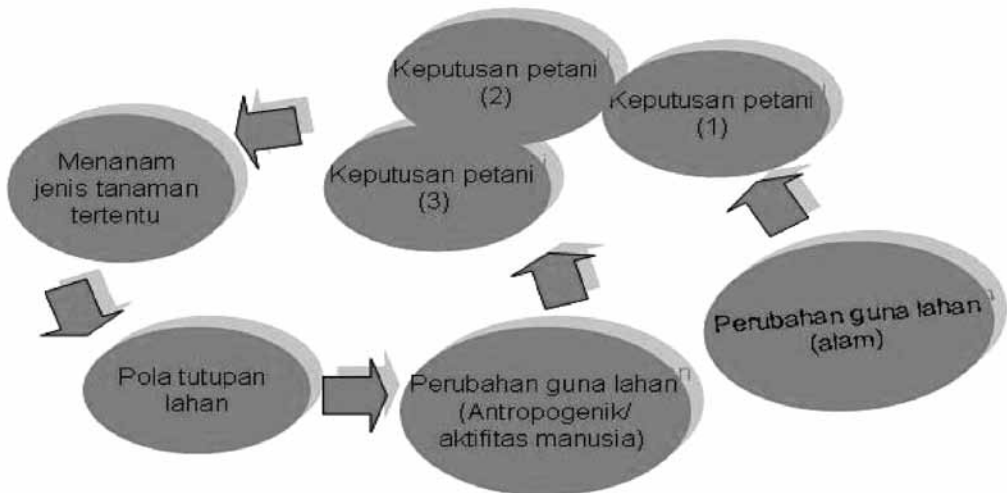 Keputusan petani
(2)
Keputusan petani
(1)
Menanam
jenis tanaman
tertentu
Keputusan petani
(3)
Perubahan guna lahan
(alam)
Pola tutupan
lahan
Perubahan guna lahan
(Antropogenik/
aktifitas manusia)